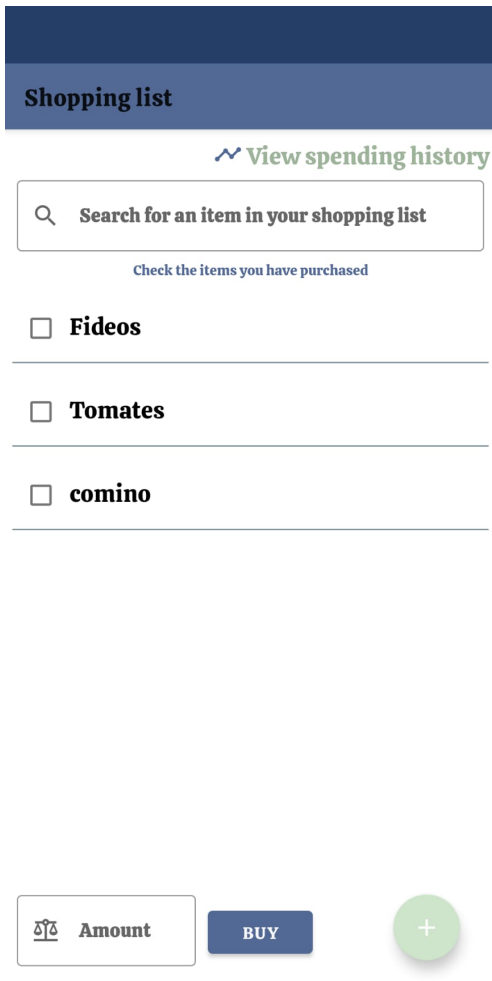 Shopping list
View spending history
Search for an item in your shopping list
Check the items you have purchased
Fideos
Tomates
comino
Amount
BUY